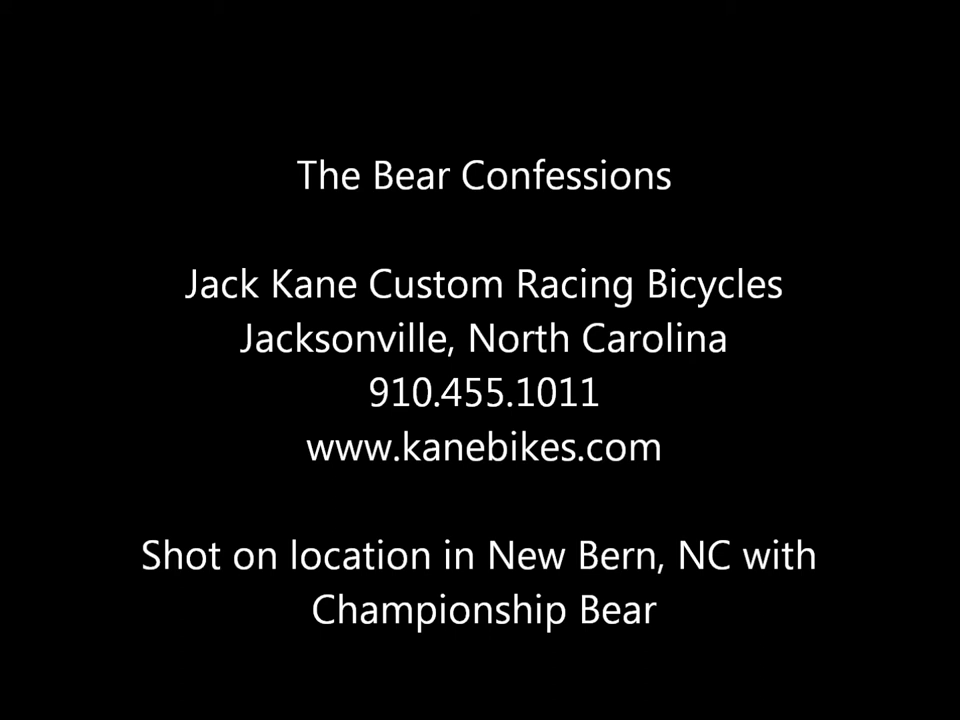 The Bear Confessions
Jack Kane Custom Racing Bicycles
Jacksonville, North Carolina
910.455.1011
www.kanebikes.com
Shot on location in New Bern, NC with
Championship Bear